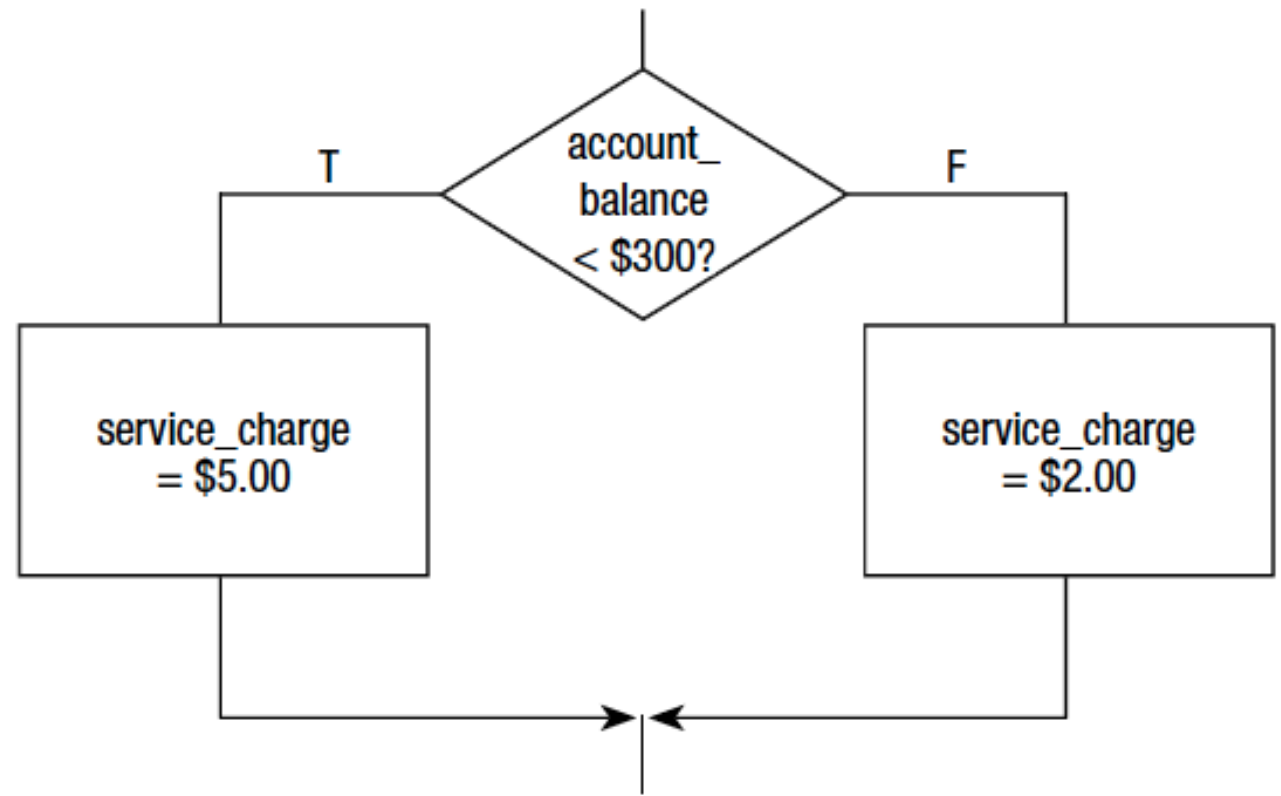 account_
balance
< $300?
T
F
service_charge
= $5.00
service_charge
= $2.00